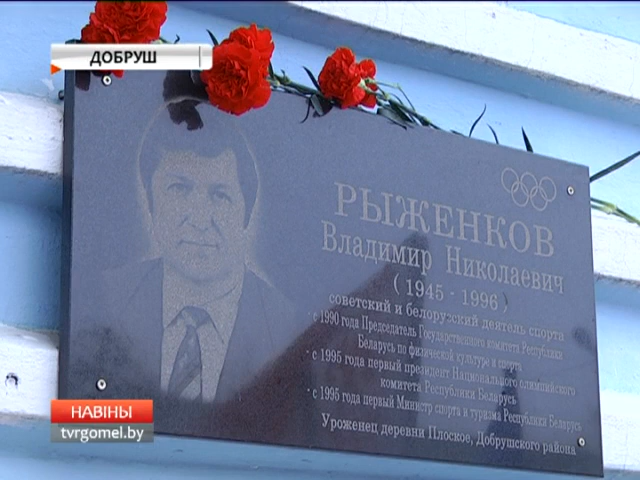 ДОБРУШ
РЫЖЕНКОВ
Владимир Николаевич
( 1945 - 1996 )
советский и белорусский деятель спорта
- с 1990 года Председатель Государственного комитета Республики
Беларусь по физической культуре и спорта
- с 1995 года первый президент Национального олимпийского
комитета Республики Беларусь
- с 1995 года первый Министр спорта и туризма Республики Беларусь
Уроженец деревни Плоское, Добрушского района
НАВІНЫ
tvrgomel.by